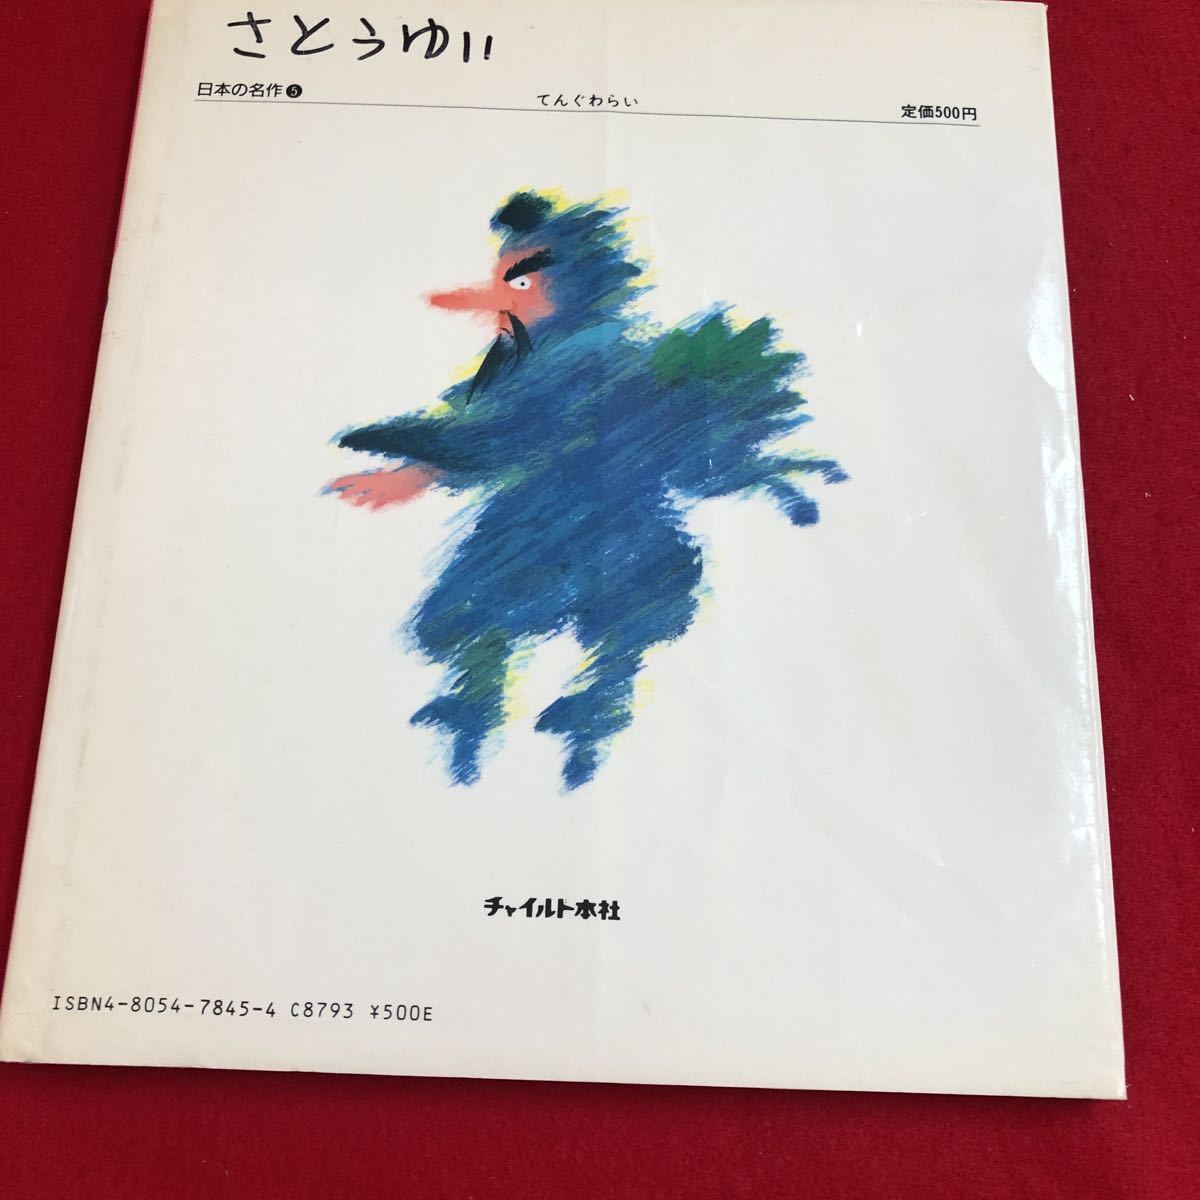 さとうゆい
日本の名作❺
てんぐわらい
定価500円
チャイルド本社
ISBN4-8054-7845-4 C8793 ¥500E